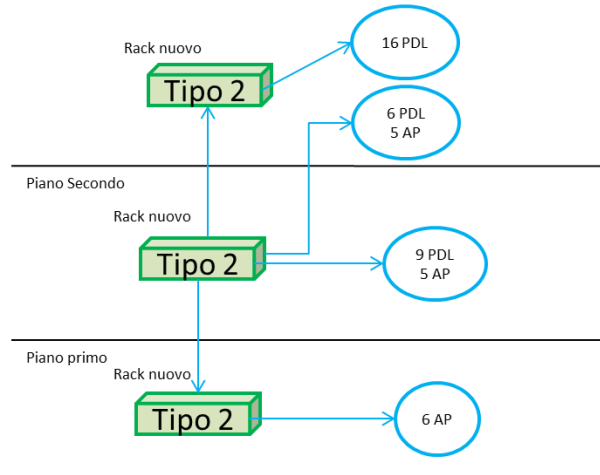 Rack nuovo
Tipo 2
16 PDL
6 PDL
5 AP
Piano Secondo
Rack nuovo
Tipo 2
9 PDL
5 AP
Piano primo
Rack nuovo
Tipo 2
6 AP